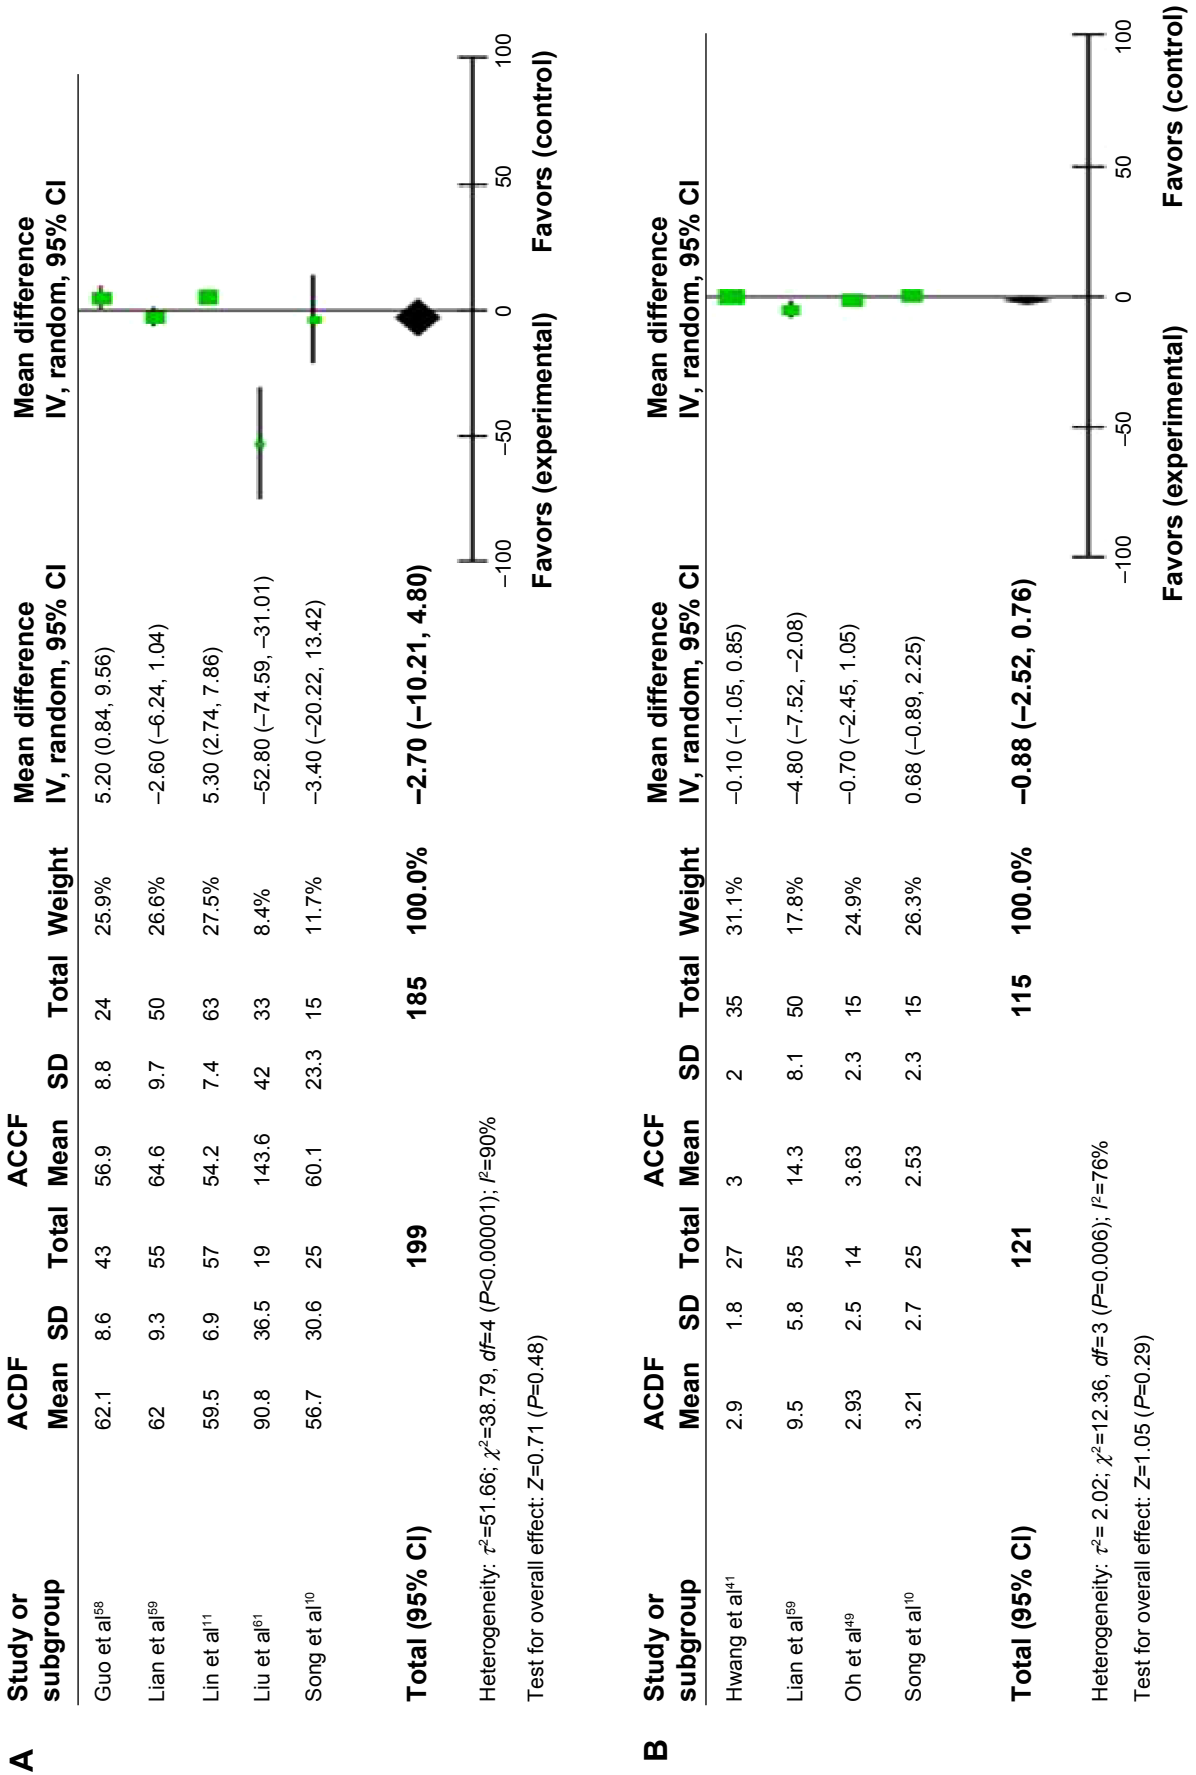 A
Study or subgroup ACDF ACCF Mean difference Mean difference
Mean SD Total Mean SD Total Weight IV, random, 95% CI IV, random, 95% CI
Guo et al58 62.1 8.6 43 56.9 8.8 24 25.9% 5.20 (0.84, 9.56)
Lian et al59 62 9.3 55 64.6 9.7 50 26.6% –2.60 (–6.24, 1.04)
Lin et al11 59.5 6.9 57 54.2 7.4 63 27.5% 5.30 (2.74, 7.86)
Liu et al61 90.8 36.5 19 143.6 42 33 8.4% –52.80 (–74.59, –31.01)
Song et al10 56.7 30.6 25 60.1 23.3 15 11.7% –3.40 (–20.22, 13.42)
Total (95% CI) 199 185 100.0% –2.70 (–10.21, 4.80)
Heterogeneity: τ2=51.66; χ2=38.79, df=4 (P<0.00001); I2=90%
Test for overall effect: Z=0.71 (P=0.48)
–100 –50 0 50 100
Favors (experimental) Favors (control)
B
Study or subgroup ACDF ACCF Mean difference Mean difference
Mean SD Total Mean SD Total Weight IV, random, 95% CI IV, random, 95% CI
Hwang et al41 2.9 1.8 27 3 2 35 31.1% –0.10 (–1.05, 0.85)
Lian et al59 9.5 5.8 55 14.3 8.1 50 17.8% –4.80 (–7.52, –2.08)
Oh et al49 2.93 2.5 14 3.63 2.3 15 24.9% –0.70 (–2.45, 1.05)
Song et al10 3.21 2.7 25 2.53 2.3 15 26.3% 0.68 (–0.89, 2.25)
Total (95% CI) 121 115 100.0% –0.88 (–2.52, 0.76)
Heterogeneity: τ2= 2.02; χ2=12.36, df=3 (P=0.006); I2=76%
Test for overall effect: Z=1.05 (P=0.29)
–100 –50 0 50 100
Favors (experimental) Favors (control)